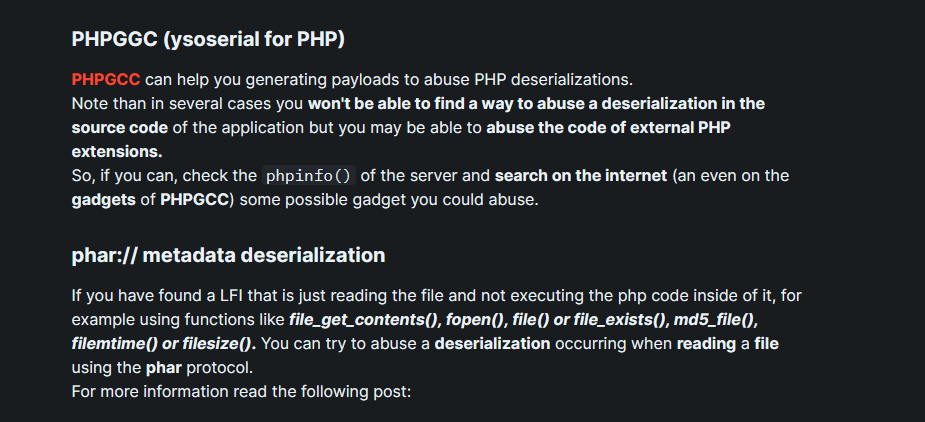 PHPGGC (ysoserial for PHP)
PHPGCC can help you generating payloads to abuse PHP deserializations.
Note than in several cases you won't be able to find a way to abuse a deserialization in the
source code of the application but you may be able to abuse the code of external PHP
extensions.
So, if you can, check the phpinfo() of the server and search on the internet (an even on the
gadgets of PHPGCC) some possible gadget you could abuse.
phar:// metadata deserialization
If you have found a LFI that is just reading the file and not executing the php code inside of it, for
example using functions like file_get_contents(), fopen(), file() or file_exists(), md5_file(),
filemtime() or filesize(). You can try to abuse a deserialization occurring when reading a file
using the phar protocol.
For more information read the following post: